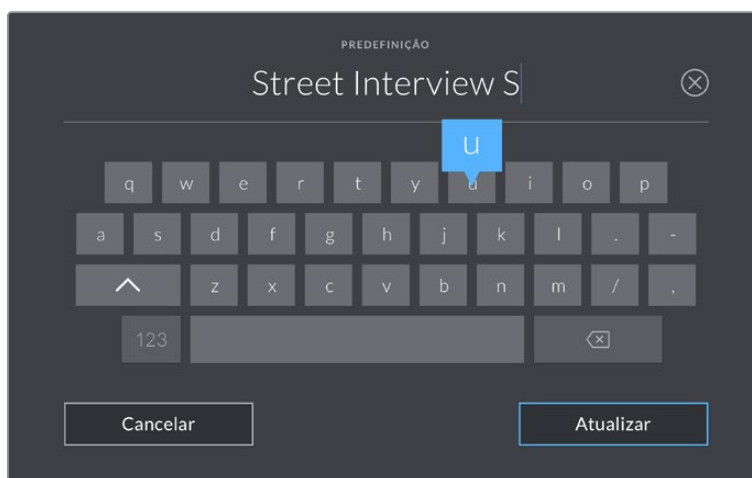 PREDEFINIÇÃO
Street Interview S
u
q w e r t y u i o p
a s d f g h j k l . -
z x c v b n m / ,
123
Cancelar Atualizar